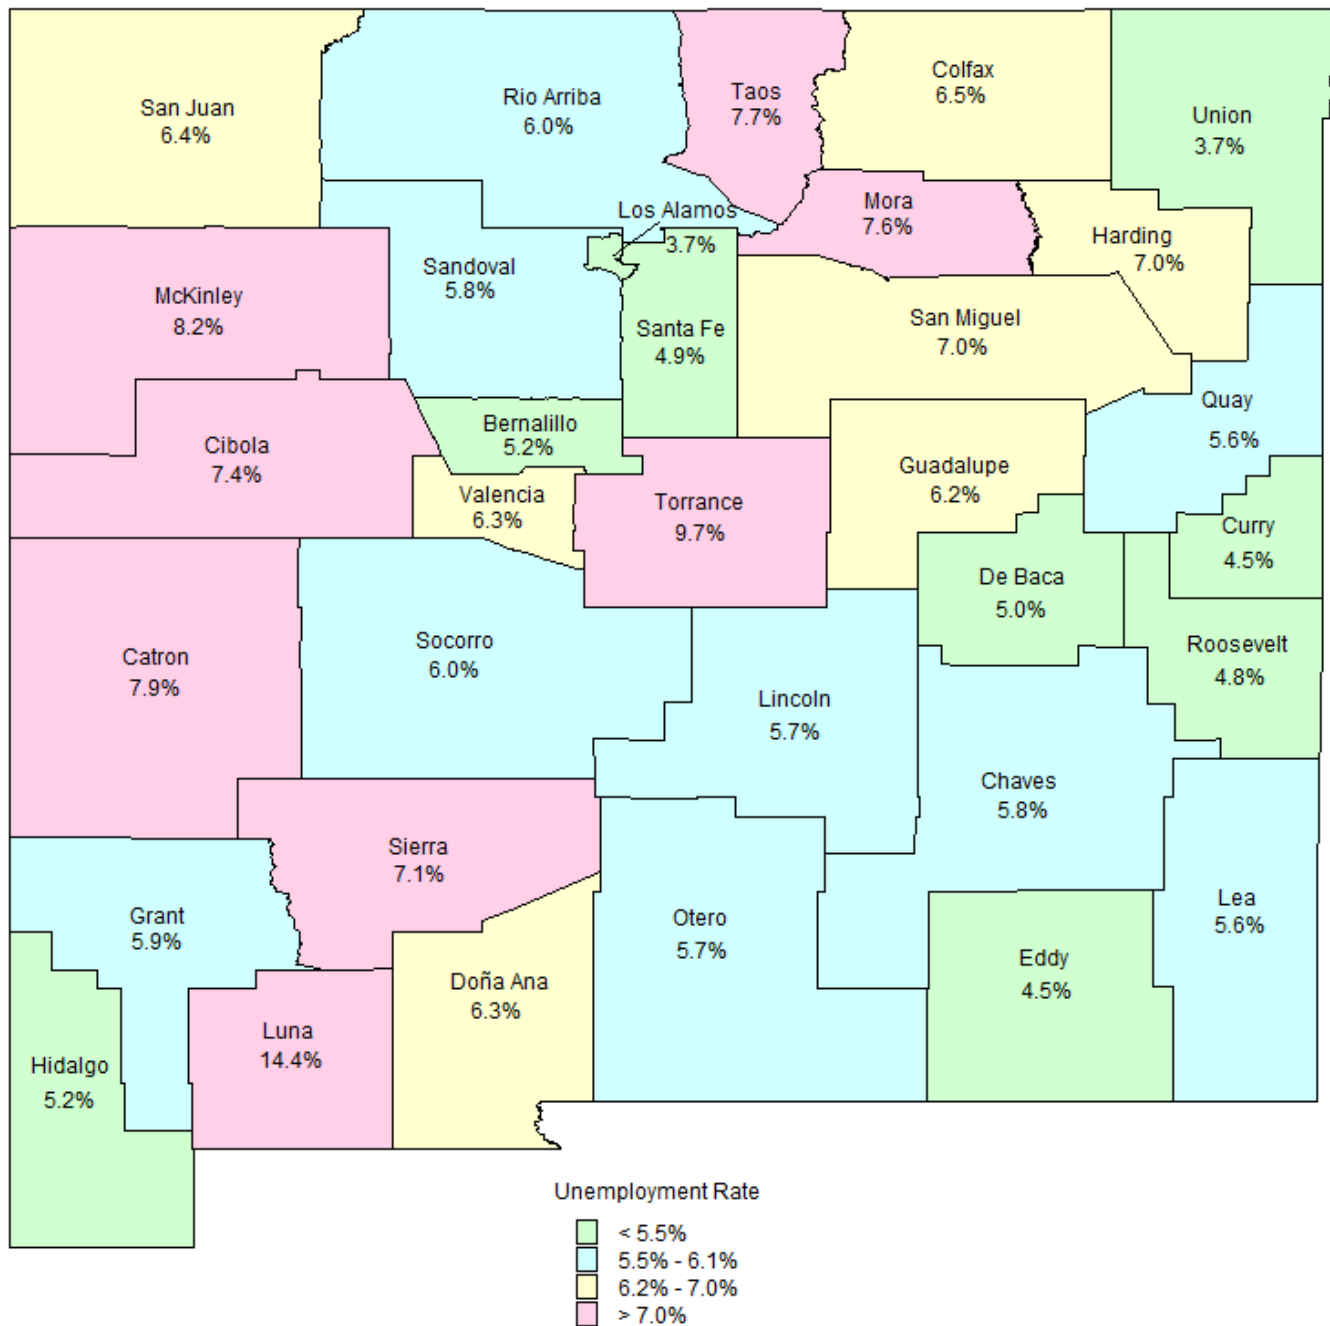 San Juan
6.4%
Rio Arriba
6.0%
Taos
7.7%
Colfax
6.5%
Union
3.7%
Los Alamos
3.7%
Mora
7.6%
Harding
7.0%
Sandoval
5.8%
McKinley
8.2%
Santa Fe
4.9%
San Miguel
7.0%
Quay
5.6%
Cibola
7.4%
Bernalillo
5.2%
Valencia
6.3%
Torrance
9.7%
Guadalupe
6.2%
Curry
4.5%
De Baca
5.0%
Catron
7.9%
Socorro
6.0%
Roosevelt
4.8%
Lincoln
5.7%
Chaves
5.8%
Sierra
7.1%
Grant
5.9%
Otero
5.7%
Lea
5.6%
Eddy
4.5%
Doña Ana
6.3%
Luna
14.4%
Hidalgo
5.2%
Unemployment Rate
< 5.5%
5.5% - 6.1%
6.2% - 7.0%
> 7.0%